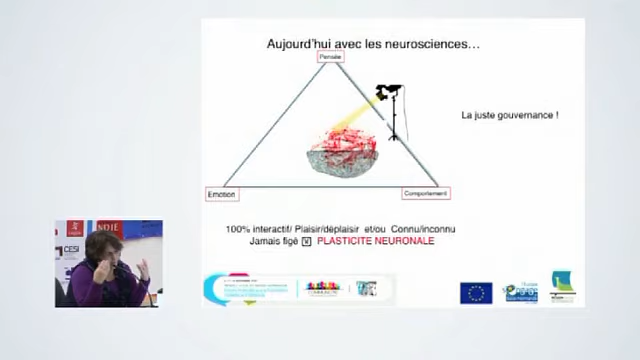 Aujourd'hui avec les neurosciences…
Pensée
La juste gouvernance !
Emotion
Comportement
100% interactif/ Plaisir/déplaisir et/ou Connu/inconnu
Jamais figé
PLASTICITE NEURONALE
CESI